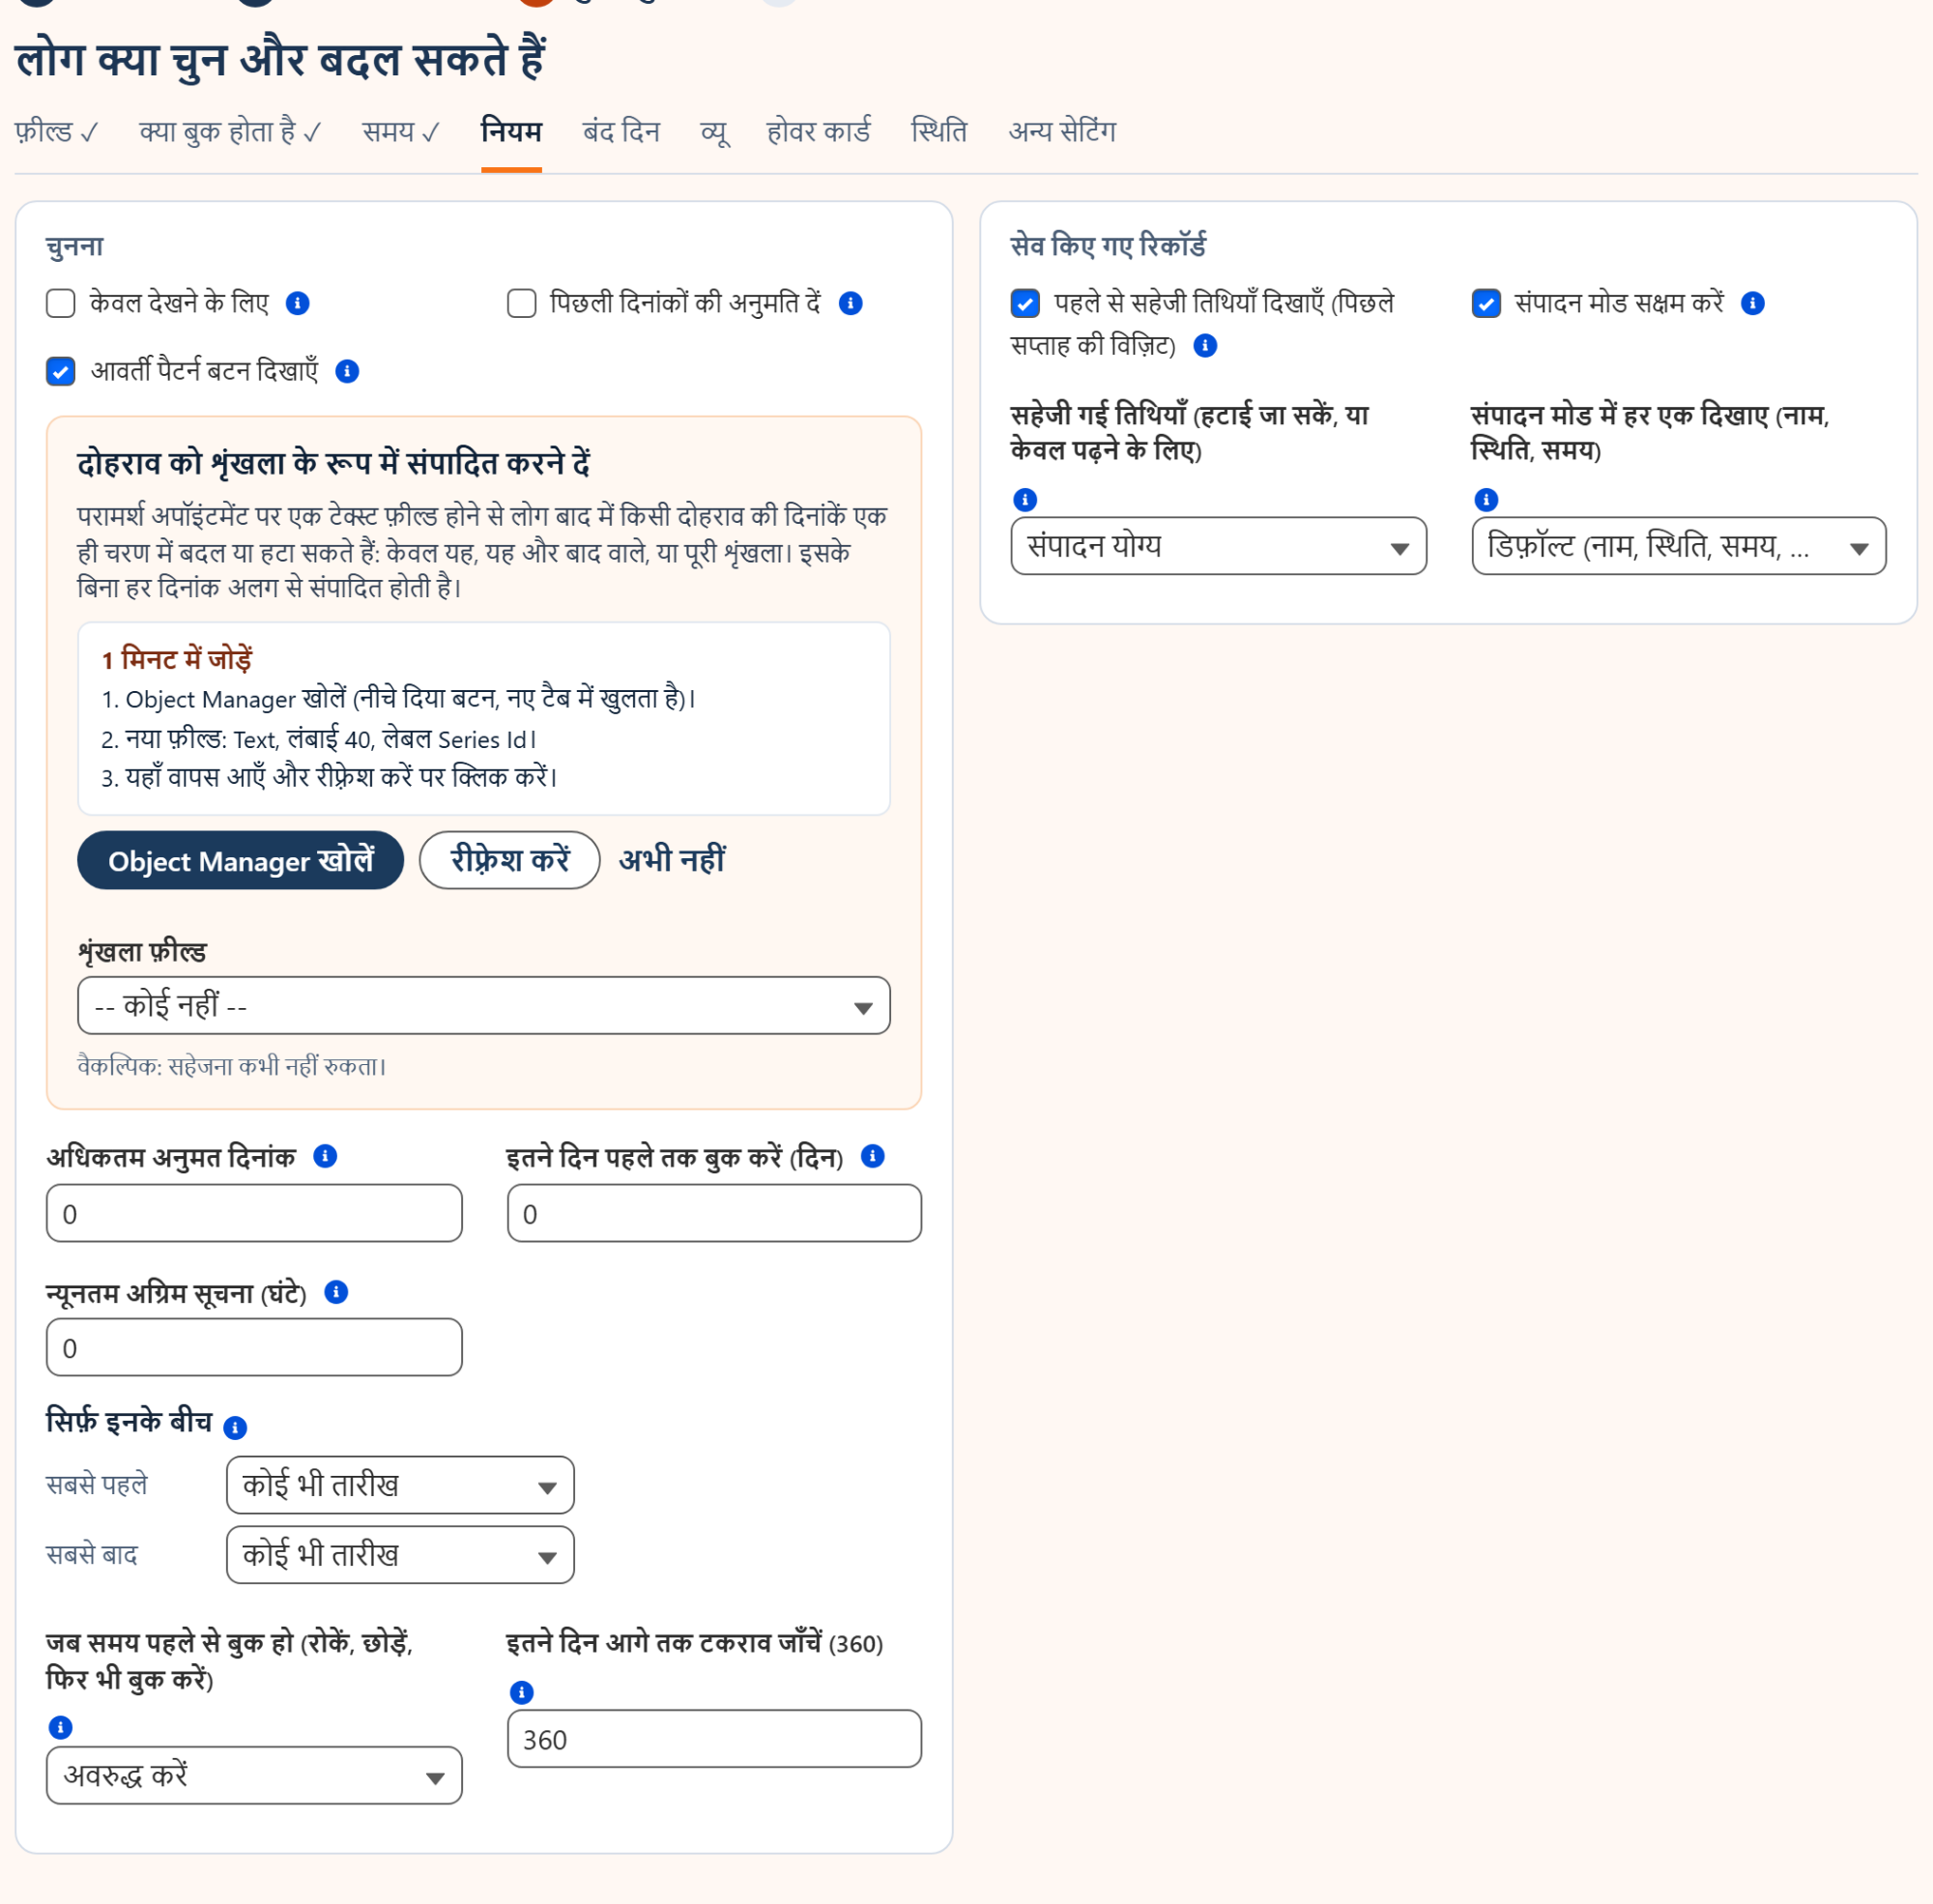 लोग क्या चुन और बदल सकते हैं
फ़ील्ड ✓ क्या बुक होता है ✓ समय ✓ नियम बंद दिन व्यू होवर कार्ड स्थिति अन्य सेटिंग
चुनना
केवल देखने के लिए
पिछली दिनांकों की अनुमति दें
आवर्ती पैटर्न बटन दिखाएँ
दोहराव को शृंखला के रूप में संपादित करने दें
परामर्श अपॉइंटमेंट पर एक टेक्स्ट फ़ील्ड होने से लोग बाद में किसी दोहराव की दिनांकें एक
ही चरण में बदल या हटा सकते हैं: केवल यह, यह और बाद वाले, या पूरी शृंखला। इसके
बिना हर दिनांक अलग से संपादित होती है।
1 मिनट में जोड़ें
1. Object Manager खोलें (नीचे दिया बटन, नए टैब में खुलता है)।
2. नया फ़ील्ड: Text, लंबाई 40, लेबल Series Id।
3. यहाँ वापस आएँ और रीफ़्रेश करें पर क्लिक करें।
Object Manager खोलें रीफ़्रेश करें अभी नहीं
शृंखला फ़ील्ड
-- कोई नहीं --
वैकल्पिक: सहेजना कभी नहीं रुकता।
अधिकतम अनुमत दिनांक
0
इतने दिन पहले तक बुक करें (दिन)
0
न्यूनतम अग्रिम सूचना (घंटे)
0
सिर्फ़ इनके बीच
सबसे पहले कोई भी तारीख
सबसे बाद कोई भी तारीख
जब समय पहले से बुक हो (रोकें, छोड़ें,
फिर भी बुक करें)
अवरुद्ध करें
इतने दिन आगे तक टकराव जाँचें (360)
360
सेव किए गए रिकॉर्ड
पहले से सहेजी तिथियाँ दिखाएँ (पिछले
सप्ताह की विज़िट)
संपादन मोड सक्षम करें
सहेजी गई तिथियाँ (हटाई जा सकें, या
केवल पढ़ने के लिए)
संपादन योग्य
संपादन मोड में हर एक दिखाए (नाम,
स्थिति, समय)
डिफ़ॉल्ट (नाम, स्थिति, समय, ...